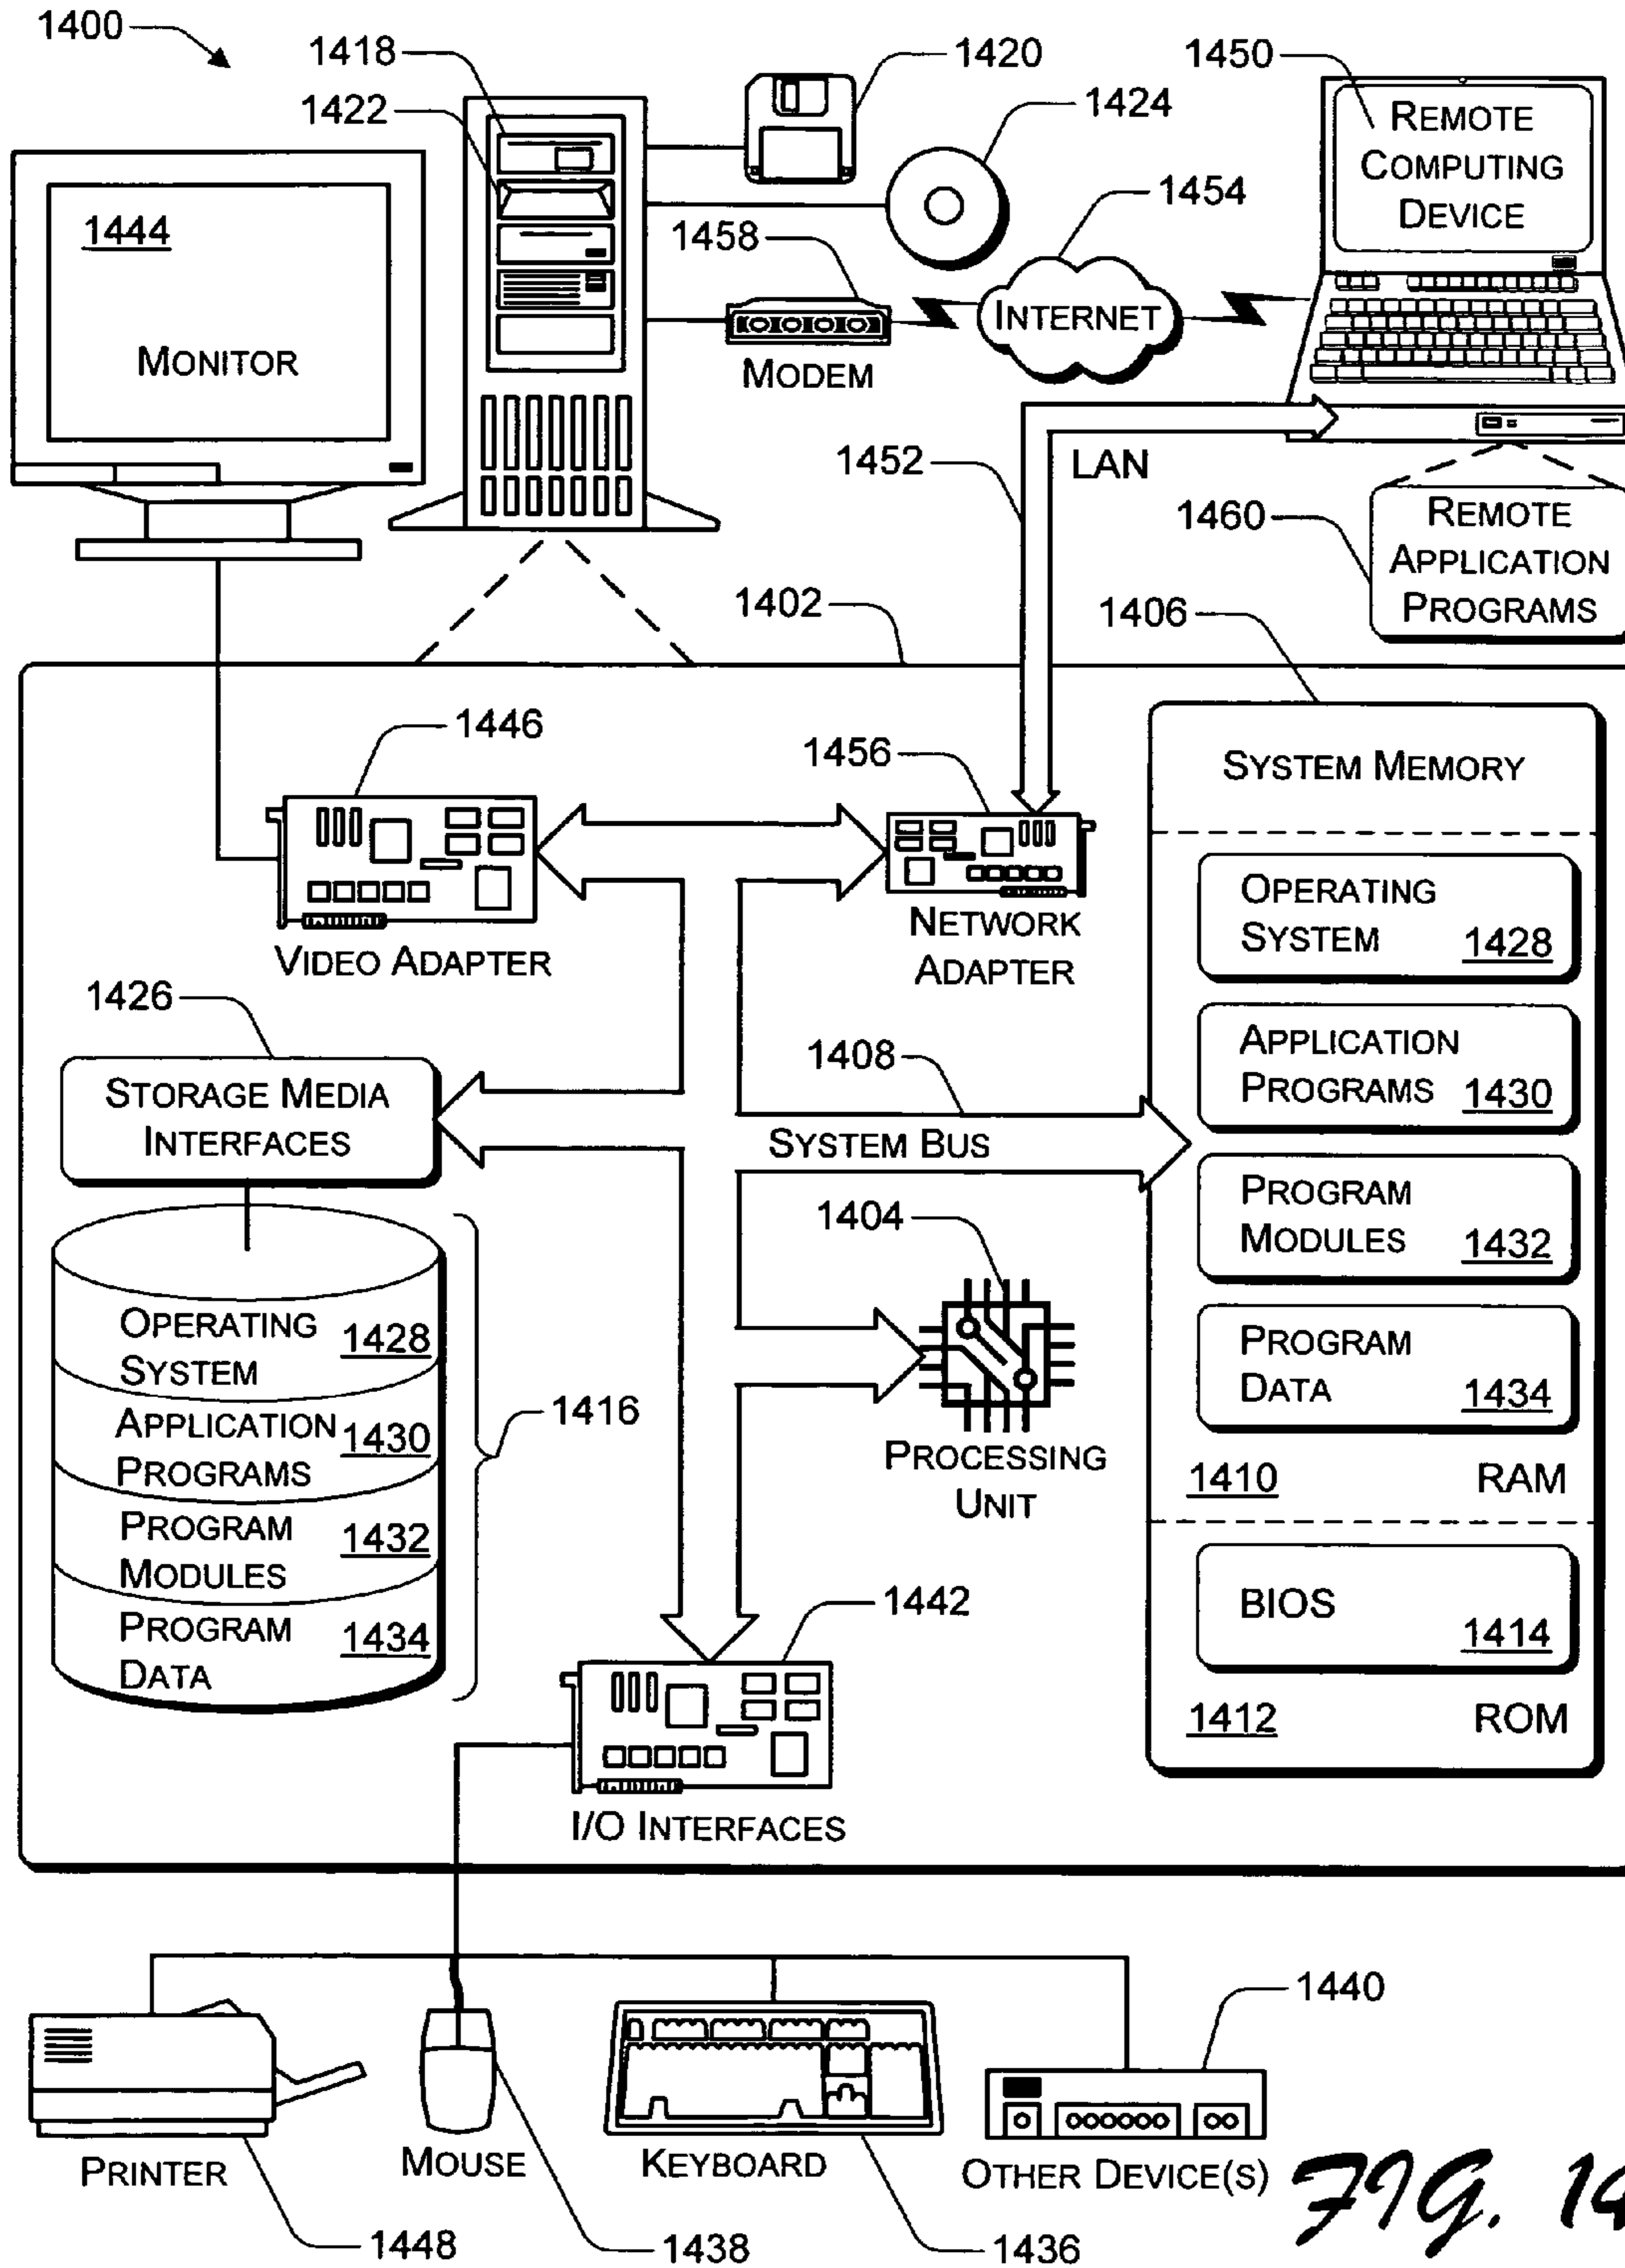 1400
1418
1422
1420
1424
1450
REMOTE
COMPUTING
DEVICE
1454
1444
MONITOR
1458
MODEM
INTERNET
1452
LAN
1460
REMOTE
APPLICATION
PROGRAMS
1402
1406
1446
VIDEO ADAPTER
1456
NETWORK
ADAPTER
SYSTEM MEMORY
OPERATING
SYSTEM 1428
APPLICATION
PROGRAMS 1430
PROGRAM
MODULES 1432
PROGRAM
DATA 1434
1410 RAM
BIOS
1414
1412 ROM
1426
STORAGE MEDIA
INTERFACES
1408
SYSTEM BUS
1404
PROCESSING
UNIT
OPERATING
SYSTEM 1428
APPLICATION
PROGRAMS 1430
PROGRAM
MODULES 1432
PROGRAM
DATA 1434
1416
1442
I/O INTERFACES
PRINTER
1448
MOUSE
1438
KEYBOARD
1436
1440
OTHER DEVICE(S)
FIG. 14